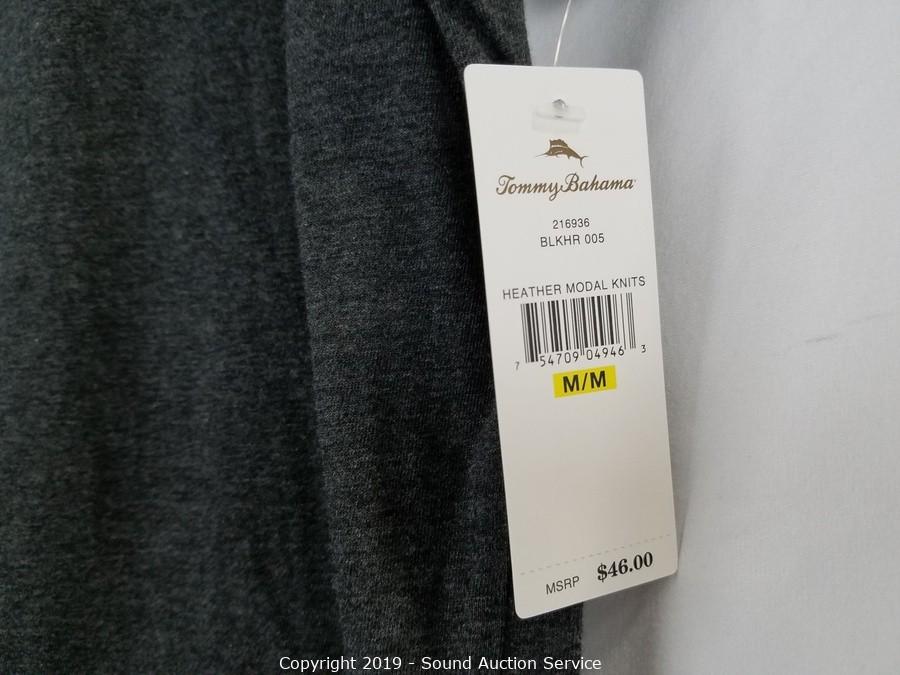 Tommy Bahama
216936
BLKHR 005
HEATHER MODAL KNITS
7 54709 04946 3
M/M
MSRP $46.00
Copyright 2019 - Sound Auction Service